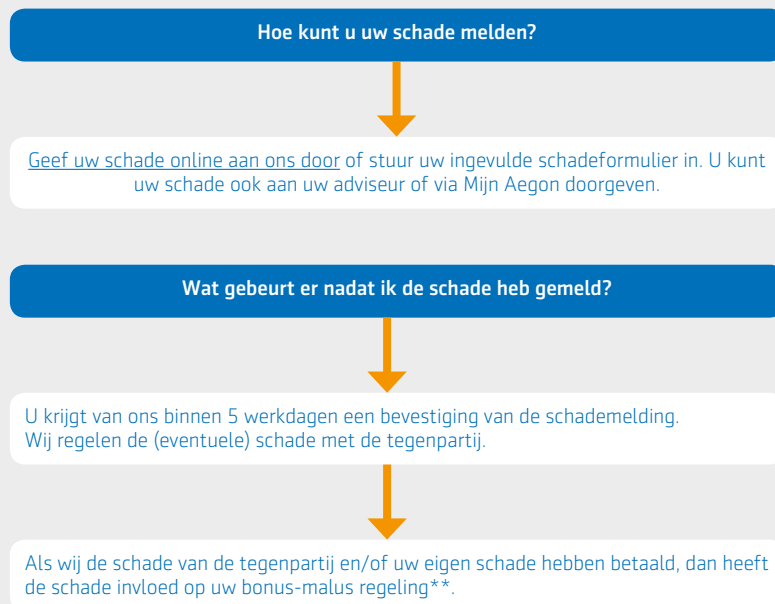 Hoe kunt u uw schade melden?
Geef uw schade online aan ons door of stuur uw ingevulde schadeformulier in. U kunt
uw schade ook aan uw adviseur of via Mijn Aegon doorgeven.
Wat gebeurt er nadat ik de schade heb gemeld?
U krijgt van ons binnen 5 werkdagen een bevestiging van de schademelding.
Wij regelen de (eventuele) schade met de tegenpartij.
Als wij de schade van de tegenpartij en/of uw eigen schade hebben betaald, dan heeft
de schade invloed op uw bonus-malus regeling**.